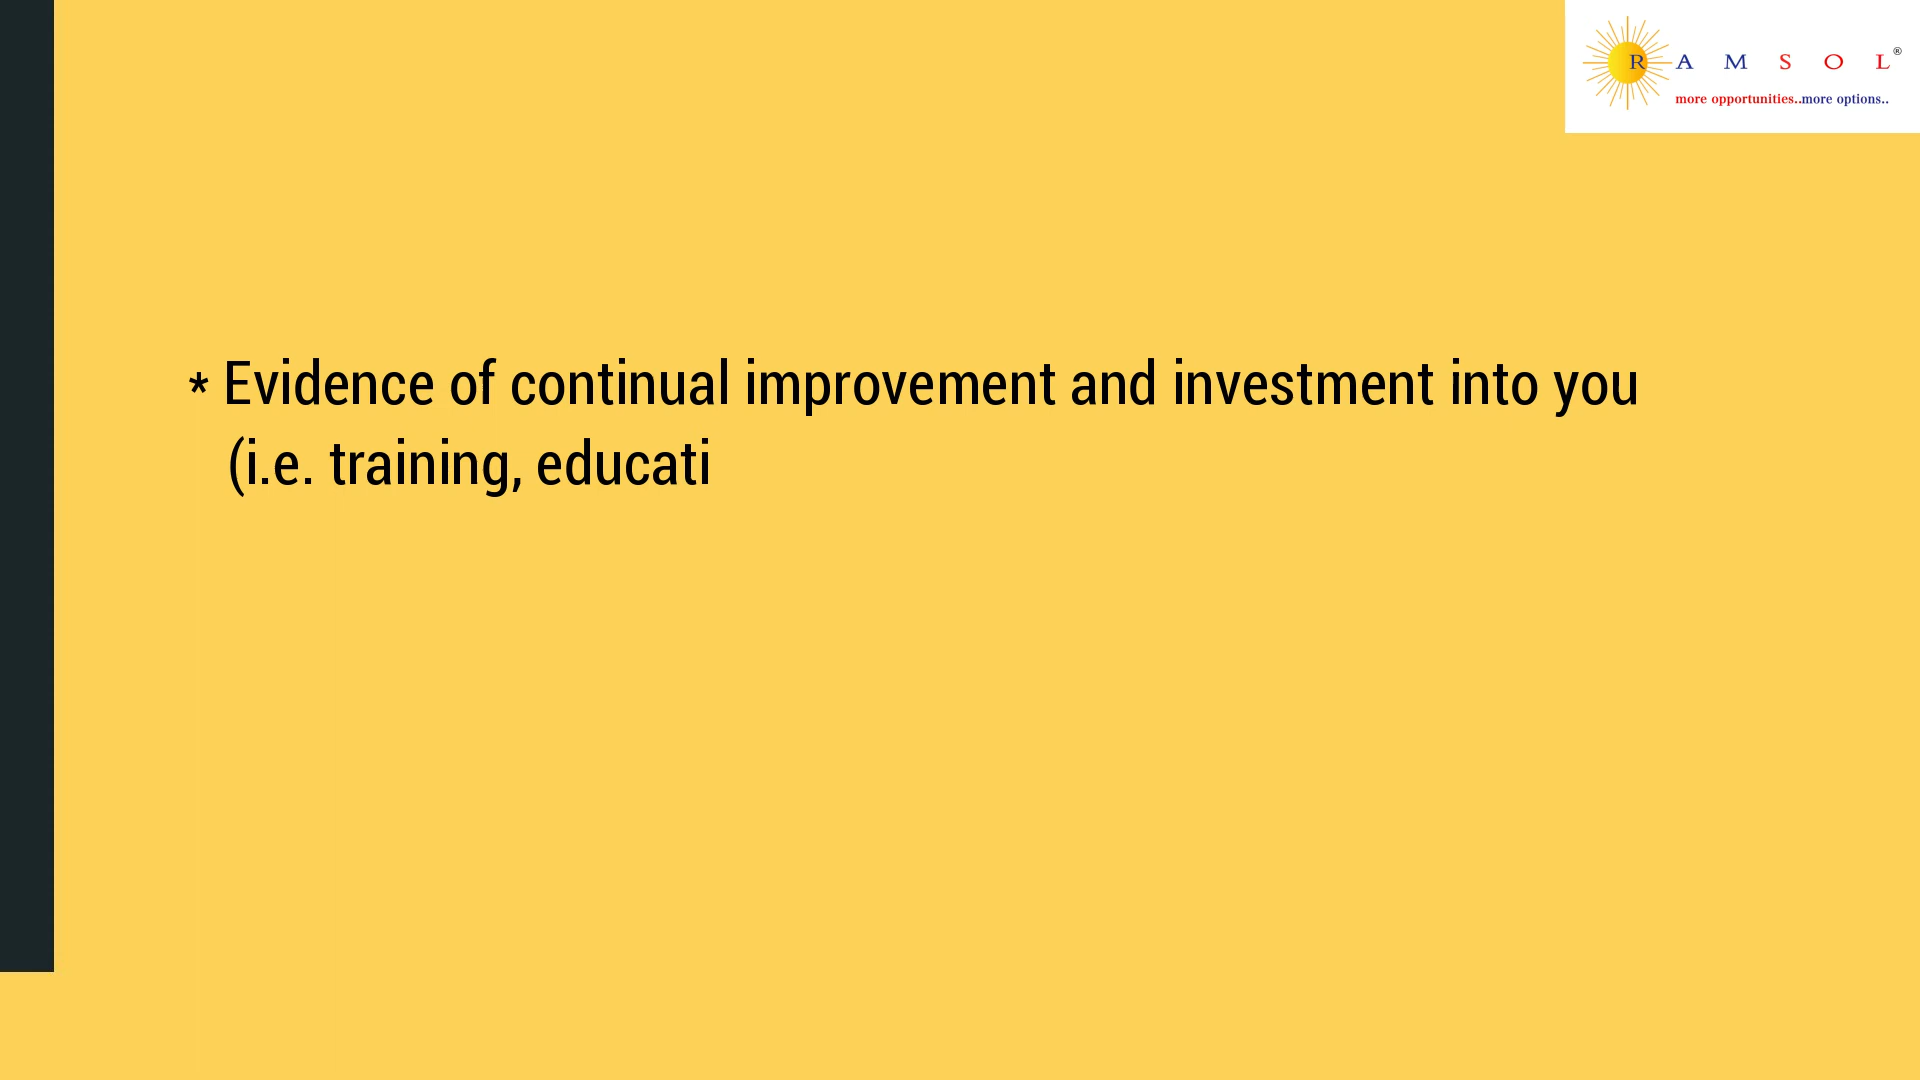 R A M S O L®
more opportunities..more options..
* Evidence of continual improvement and investment into you
(i.e. training, educati